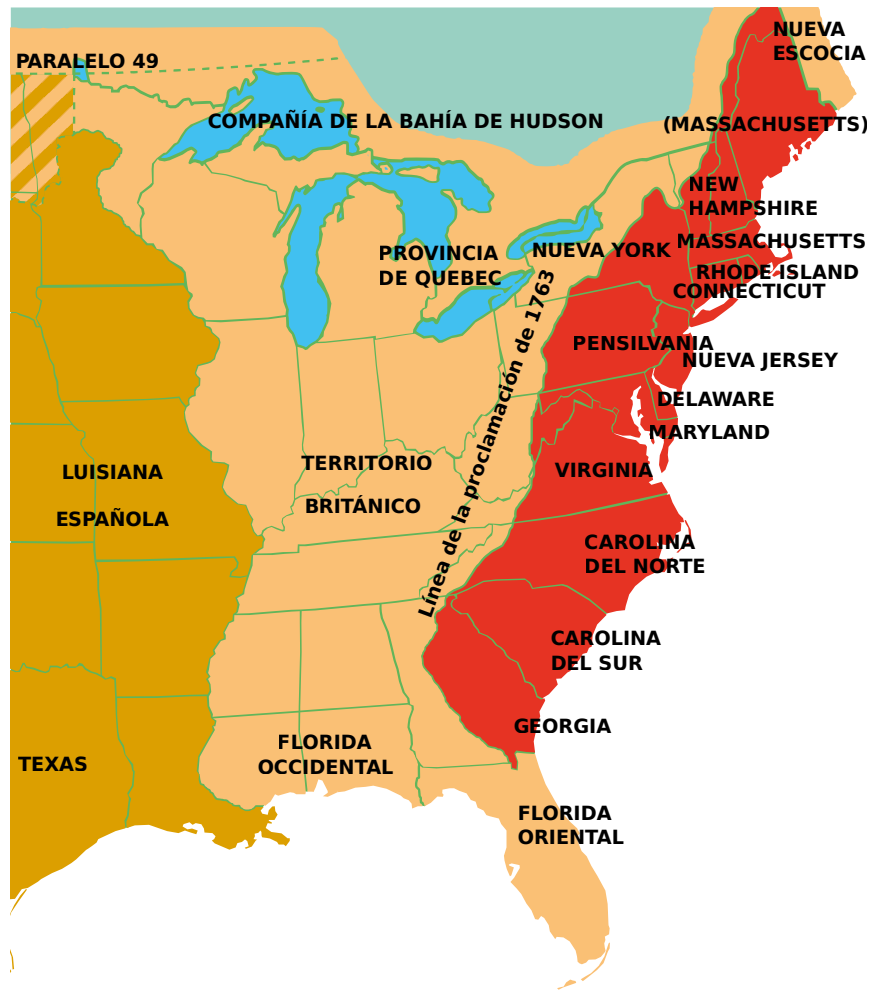 NUEVA
ESCOCIA
PARALELO 49
COMPAÑÍA DE LA BAHÍA DE HUDSON
(MASSACHUSETTS)
NEW
HAMPSHIRE
MASSACHUSETTS
NUEVA YORK
PROVINCIA
DE QUEBEC
RHODE ISLAND
CONNECTICUT
Línea de la proclamación de 1763
PENSILVANIA
NUEVA JERSEY
DELAWARE
MARYLAND
TERRITORIO
BRITÁNICO
VIRGINIA
LUISIANA
ESPAÑOLA
CAROLINA
DEL NORTE
CAROLINA
DEL SUR
GEORGIA
FLORIDA
OCCIDENTAL
TEXAS
FLORIDA
ORIENTAL